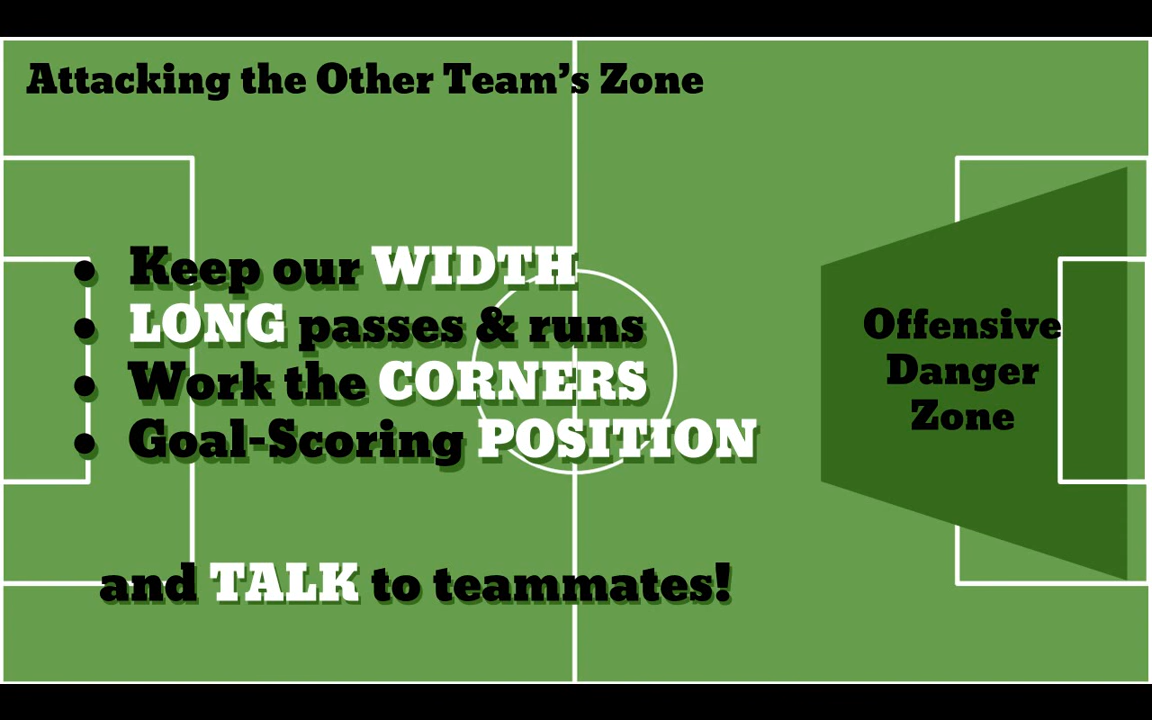 Attacking the Other Team's Zone
● Keep our WIDTH
● LONG passes & runs
● Work the CORNERS
● Goal-Scoring POSITION
and TALK to teammates!
Offensive
Danger
Zone